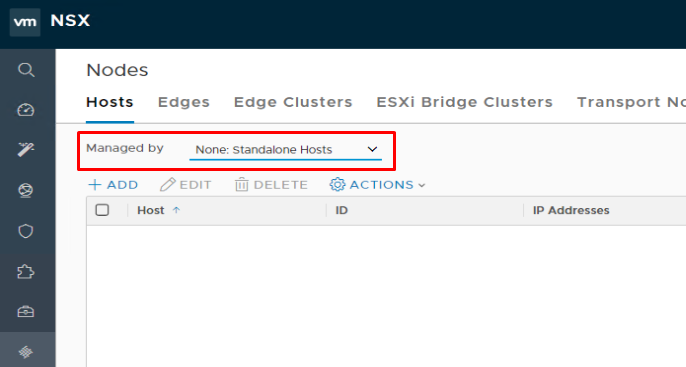 vm NSX
Nodes
Hosts Edges Edge Clusters ESXi Bridge Clusters Transport No
Managed by None: Standalone Hosts
+ ADD EDIT DELETE ACTIONS
Host ID IP Addresses